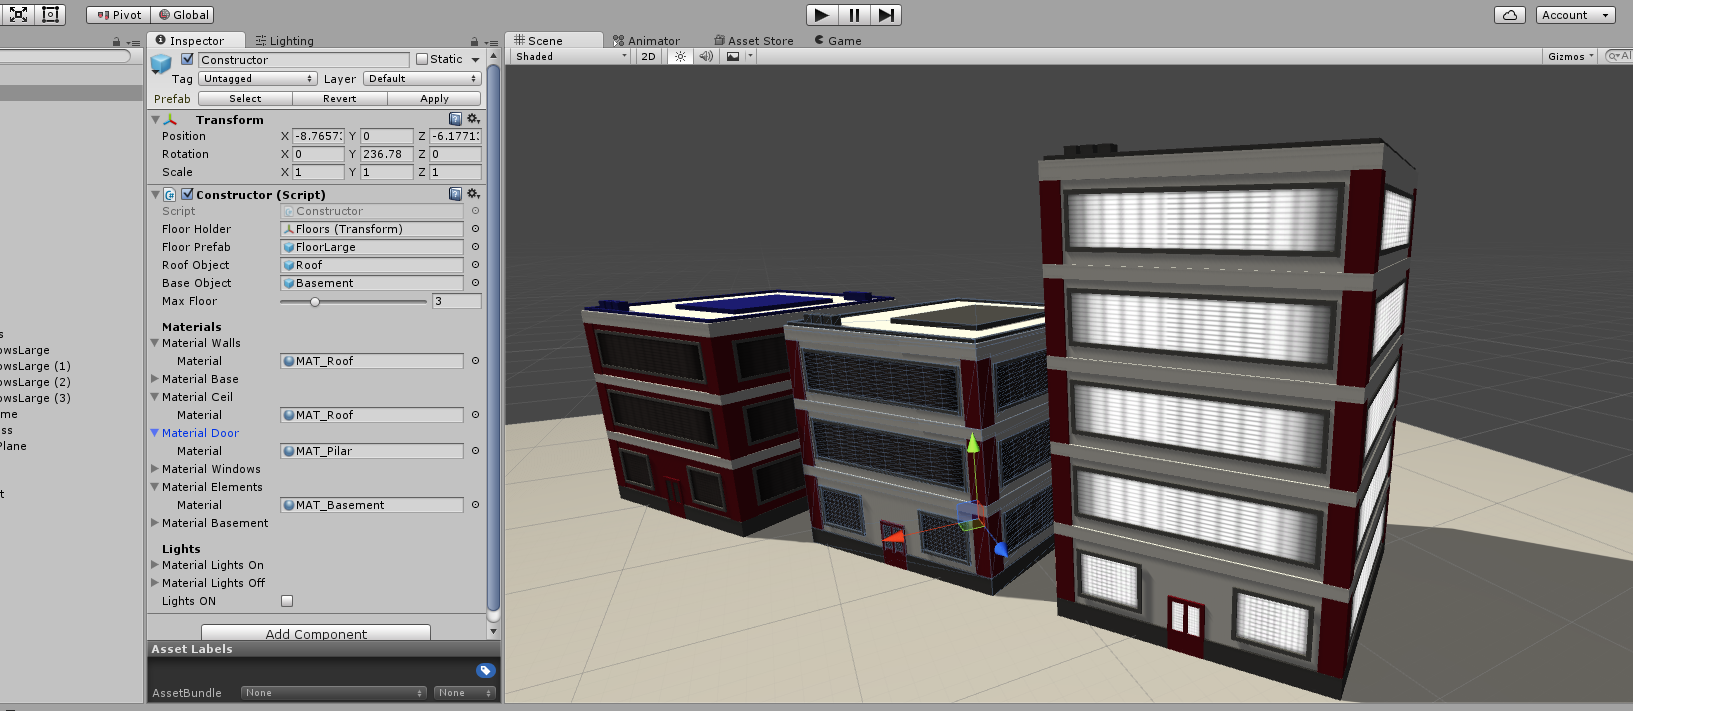 Pivot Global Account
Inspector Lighting Scene Animator Asset Store Game
Constructor Static Shaded 2D Gizmos
Tag Untagged Layer Default
Prefab Select Revert Apply
Transform
Position X -8.7657 Y 0 Z -6.1771
Rotation X 0 Y 236.78 Z 0
Scale X 1 Y 1 Z 1
Constructor (Script)
Script Constructor
Floor Holder Floors (Transform)
Floor Prefab FloorLarge
Roof Object Roof
Base Object Basement
Max Floor 3
Materials
Material Walls
Material MAT_Roof
Material Base
Material Ceil
Material MAT_Roof
Material Door
Material MAT_Pilar
Material Windows
Material Elements
Material MAT_Basement
Material Basement
Lights
Material Lights On
Material Lights Off
Lights ON
Add Component
Asset Labels
AssetBundle None None
s
owsLarge
owsLarge (1)
owsLarge (2)
owsLarge (3)
me
ss
Plane
t